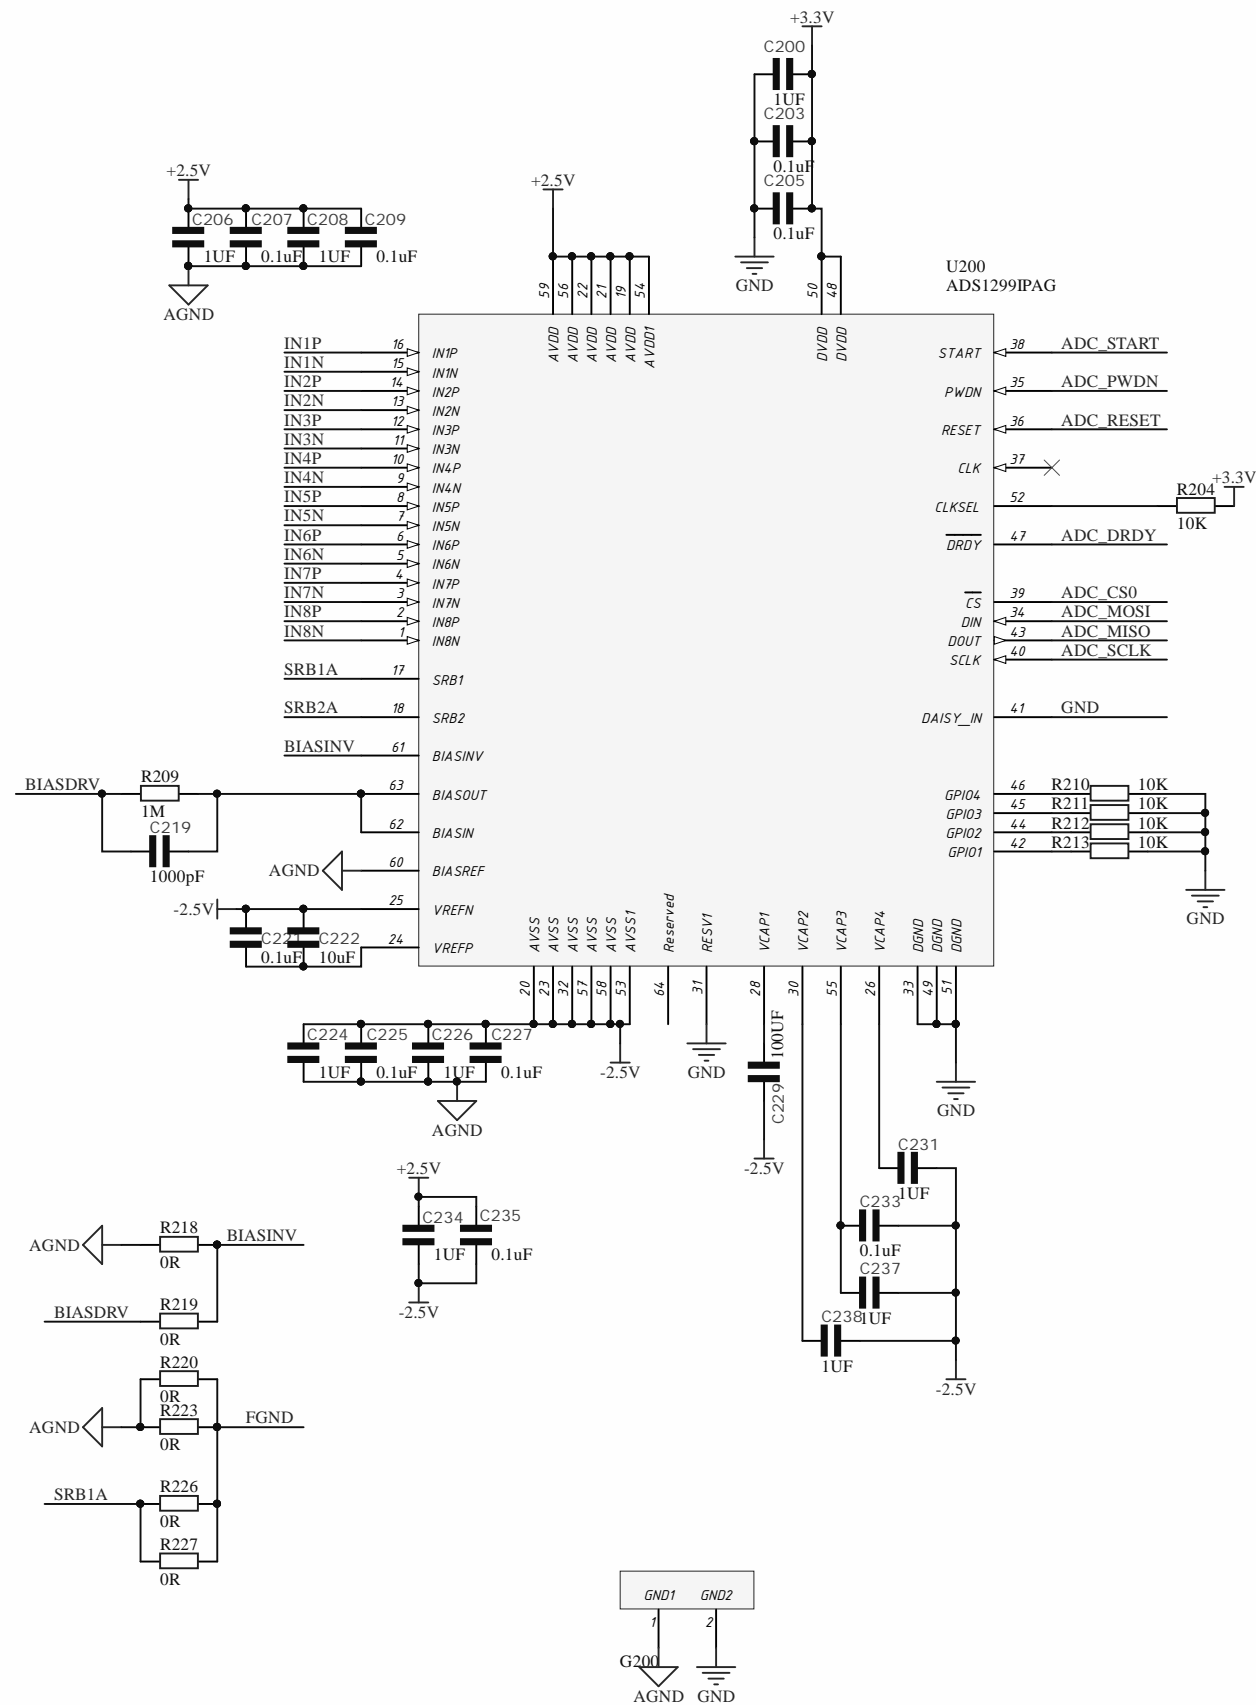 +3.3V
C200
1UF
C203
0.1uF
C205
0.1uF
GND
+2.5V
C206 C207 C208 C209
1UF 0.1uF 1UF 0.1uF
AGND
+2.5V
U200
ADS1299IPAG
59 56 22 21 19 54
AVDD AVDD AVDD AVDD AVDD AVDD1
50 48
DVDD DVDD
IN1P 16 IN1P
IN1N 15 IN1N
IN2P 14 IN2P
IN2N 13 IN2N
IN3P 12 IN3P
IN3N 11 IN3N
IN4P 10 IN4P
IN4N 9 IN4N
IN5P 8 IN5P
IN5N 7 IN5N
IN6P 6 IN6P
IN6N 5 IN6N
IN7P 4 IN7P
IN7N 3 IN7N
IN8P 2 IN8P
IN8N 1 IN8N
SRB1A 17 SRB1
SRB2A 18 SRB2
BIASINV 61 BIASINV
BIASDRV R209 63 BIASOUT
1M
C219
1000pF
62 BIASIN
AGND 60 BIASREF
-2.5V 25 VREFN
C221 C222 24 VREFP
0.1uF 10uF
START 38 ADC_START
PWDN 35 ADC_PWDN
RESET 36 ADC_RESET
CLK 37
CLKSEL 52 R204 +3.3V
10K
DRDY 47 ADC_DRDY
CS 39 ADC_CS0
DIN 34 ADC_MOSI
DOUT 43 ADC_MISO
SCLK 40 ADC_SCLK
DAISY_IN 41 GND
GPIO4 46 R210 10K
GPIO3 45 R211 10K
GPIO2 44 R212 10K
GPIO1 42 R213 10K
GND
AVSS AVSS AVSS AVSS AVSS AVSS1 Reserved RESV1 VCAP1 VCAP2 VCAP3 VCAP4 DGND DGND DGND
20 23 32 57 58 53 64 31 28 30 55 26 33 49 51
C224 C225 C226 C227
1UF 0.1uF 1UF 0.1uF
AGND
-2.5V
GND
100UF
C229
-2.5V
GND
C231
1UF
C233
0.1uF
C237
1UF
C238
1UF
-2.5V
+2.5V
C234 C235
1UF 0.1uF
-2.5V
AGND R218 BIASINV
0R
BIASDRV R219
0R
R220
0R
AGND R223 FGND
0R
SRB1A R226
0R
R227
0R
GND1 GND2
1 2
G200
AGND GND